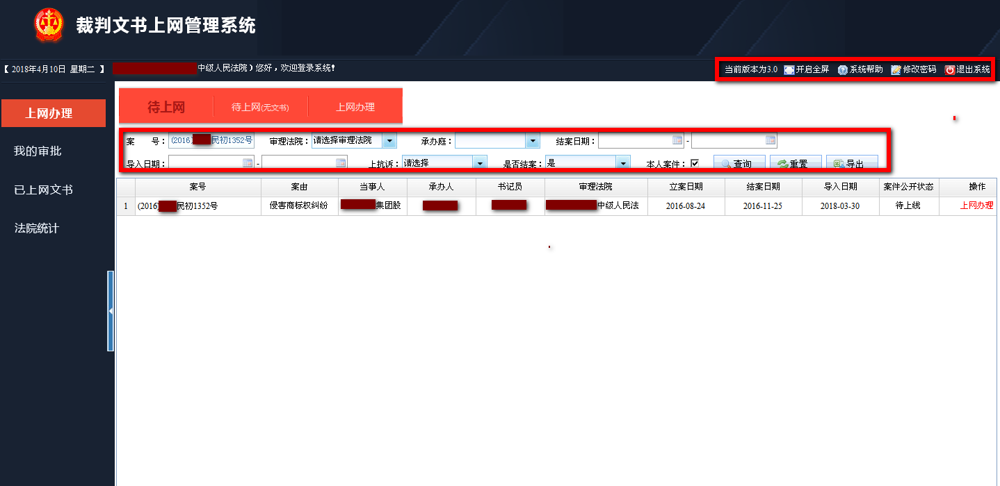 裁判文书上网管理系统
【 2018年4月10日 星期二 】 中级人民法院）您好，欢迎登录系统! 当前版本为3.0 开启全屏 系统帮助 修改密码 退出系统
上网办理
我的审批
已上网文书
法院统计
待上网 待上网(无文书) 上网办理
案 号： (2016) 民初1352号 审理法院： 请选择审理法院 承办庭： 结案日期： -
导入日期： - 上抗诉： 请选择 是否结案： 是 本人案件： 查询 重置 导出
案号 案由 当事人 承办人 书记员 审理法院 立案日期 结案日期 导入日期 案件公开状态 操作
1 (2016) 民初1352号 侵害商标权纠纷 集团股 中级人民法 2016-08-24 2016-11-25 2018-03-30 待上线 上网办理